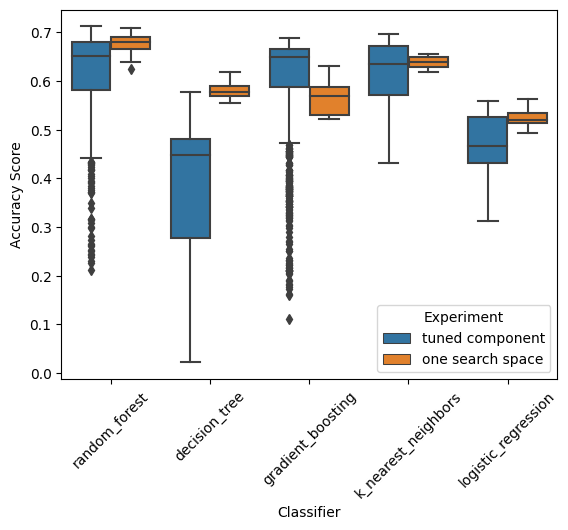 0.7
0.6
0.5
0.4
0.3
0.2
0.1
0.0
Accuracy Score
Experiment
tuned component
one search space
random_forest
decision_tree
gradient_boosting
k_nearest_neighbors
logistic_regression
Classifier